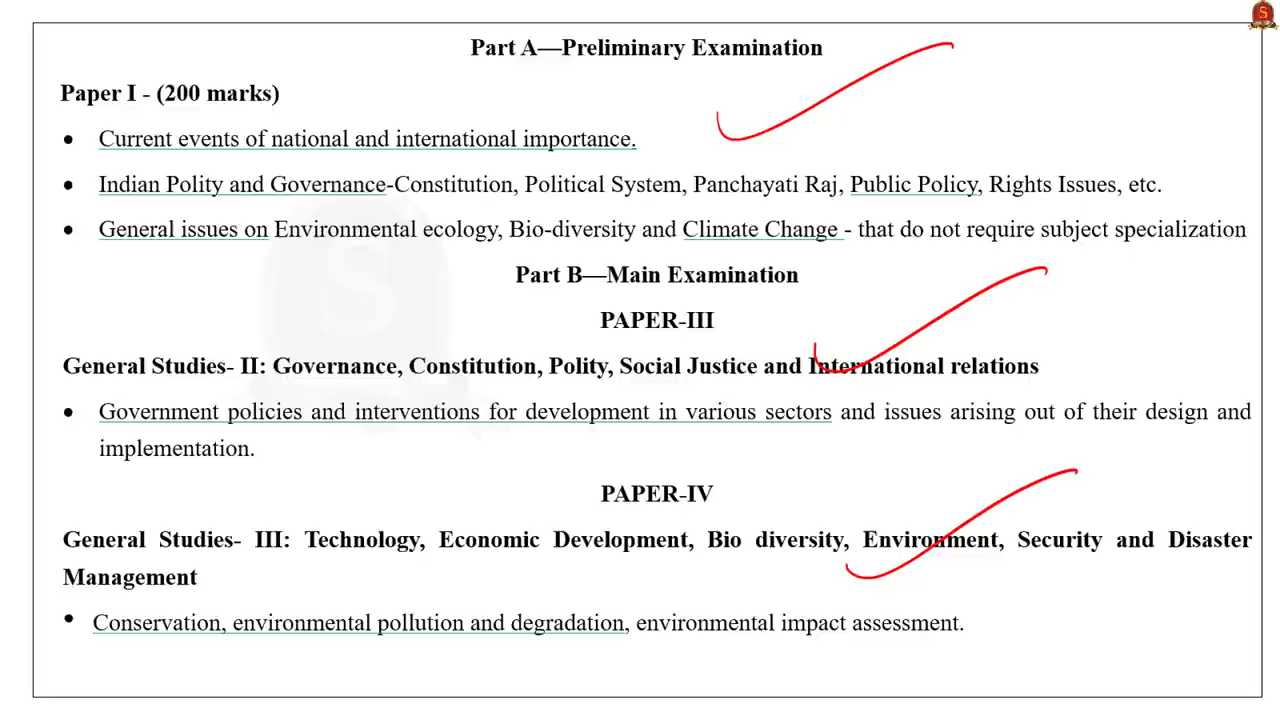 S
Part A—Preliminary Examination
Paper I - (200 marks)
• Current events of national and international importance.
• Indian Polity and Governance-Constitution, Political System, Panchayati Raj, Public Policy, Rights Issues, etc.
• General issues on Environmental ecology, Bio-diversity and Climate Change - that do not require subject specialization
Part B—Main Examination
PAPER-III
General Studies- II: Governance, Constitution, Polity, Social Justice and International relations
• Government policies and interventions for development in various sectors and issues arising out of their design and
implementation.
PAPER-IV
General Studies- III: Technology, Economic Development, Bio diversity, Environment, Security and Disaster
Management
• Conservation, environmental pollution and degradation, environmental impact assessment.